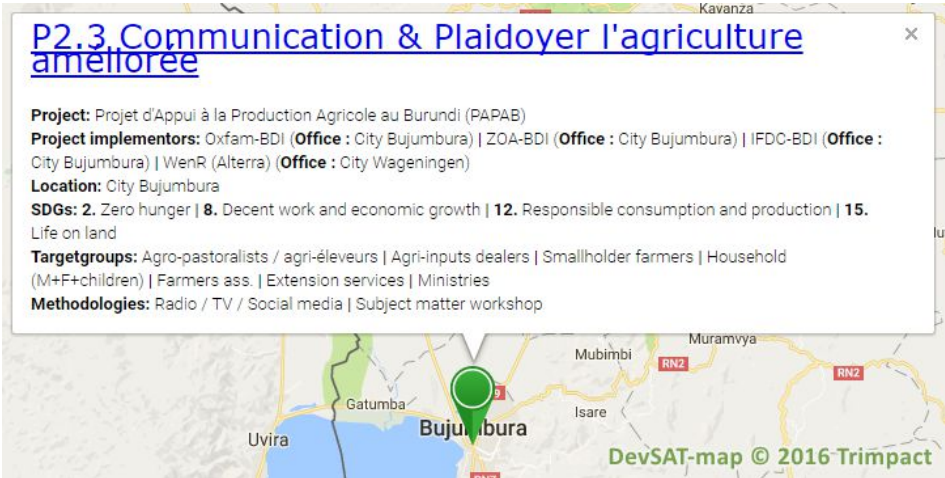 Kavanza
P2.3 Communication & Plaidoyer l'agriculture
améliorée
×
Project: Projet d'Appui à la Production Agricole au Burundi (PAPAB)
Project implementors: Oxfam-BDI (Office : City Bujumbura) | ZOA-BDI (Office : City Bujumbura) | IFDC-BDI (Office :
City Bujumbura) | WenR (Alterra) (Office : City Wageningen)
Location: City Bujumbura
SDGs: 2. Zero hunger | 8. Decent work and economic growth | 12. Responsible consumption and production | 15.
Life on land
Targetgroups: Agro-pastoralists / agri-éleveurs | Agri-inputs dealers | Smallholder farmers | Household
(M+F+children) | Farmers ass. | Extension services | Ministries
Methodologies: Radio / TV / Social media | Subject matter workshop
Muramvya
Mubimbi
RN2
RN2
Gatumba
Isare
Bujumbura
Uvira
DevSAT-map © 2016 Trimpact